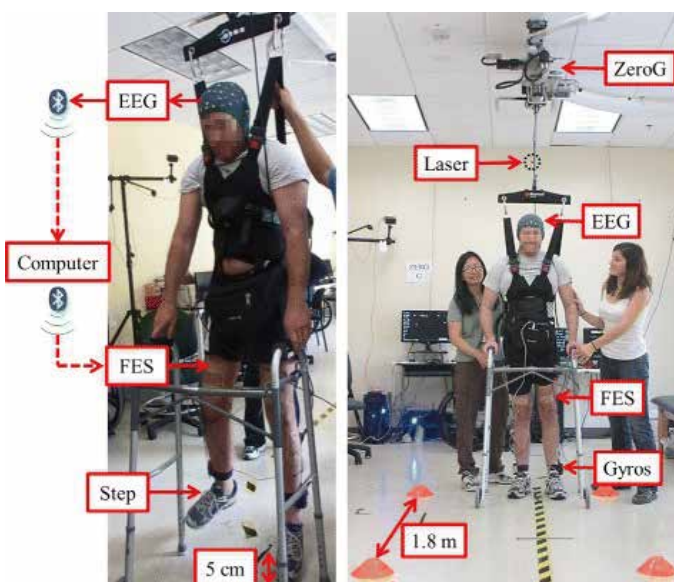 EEG
Computer
FES
Step
5 cm
ZeroG
Laser
EEG
FES
Gyros
1.8 m